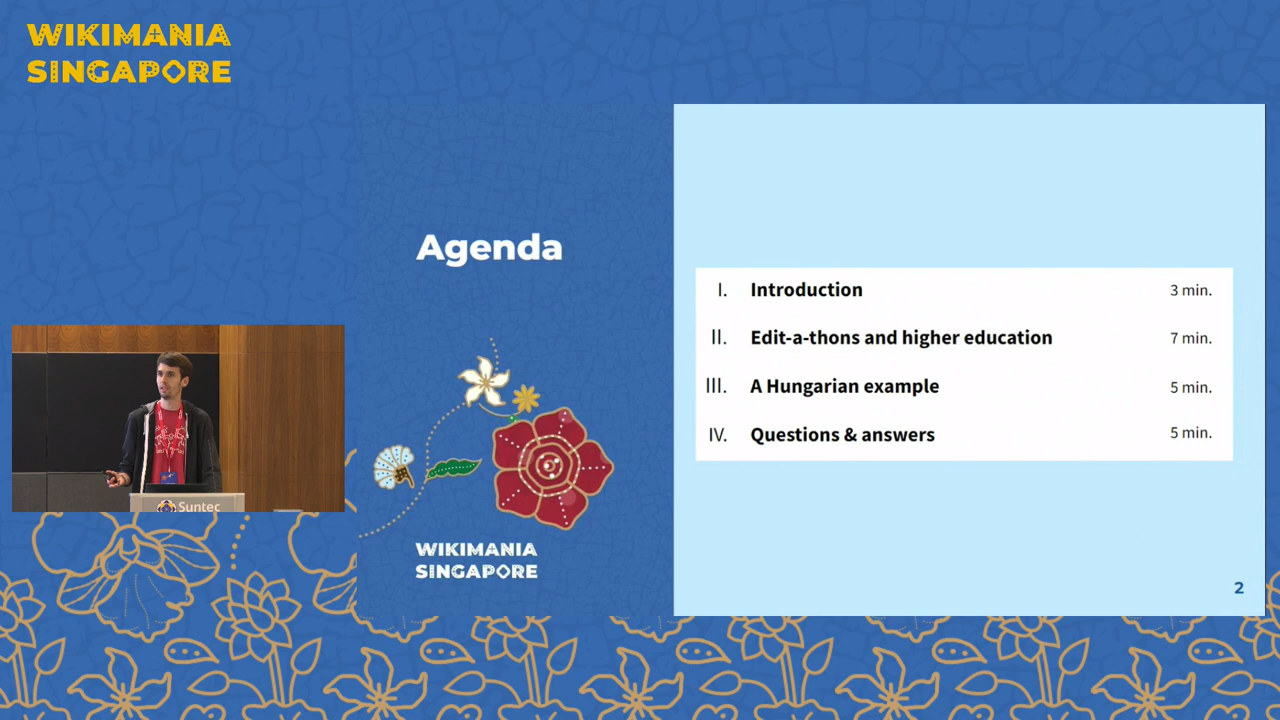 WIKIMANIA
SINGAPORE
Agenda
WIKIMANIA
SINGAPORE
I. Introduction 3 min.
II. Edit-a-thons and higher education 7 min.
III. A Hungarian example 5 min.
IV. Questions & answers 5 min.
2
Suntec